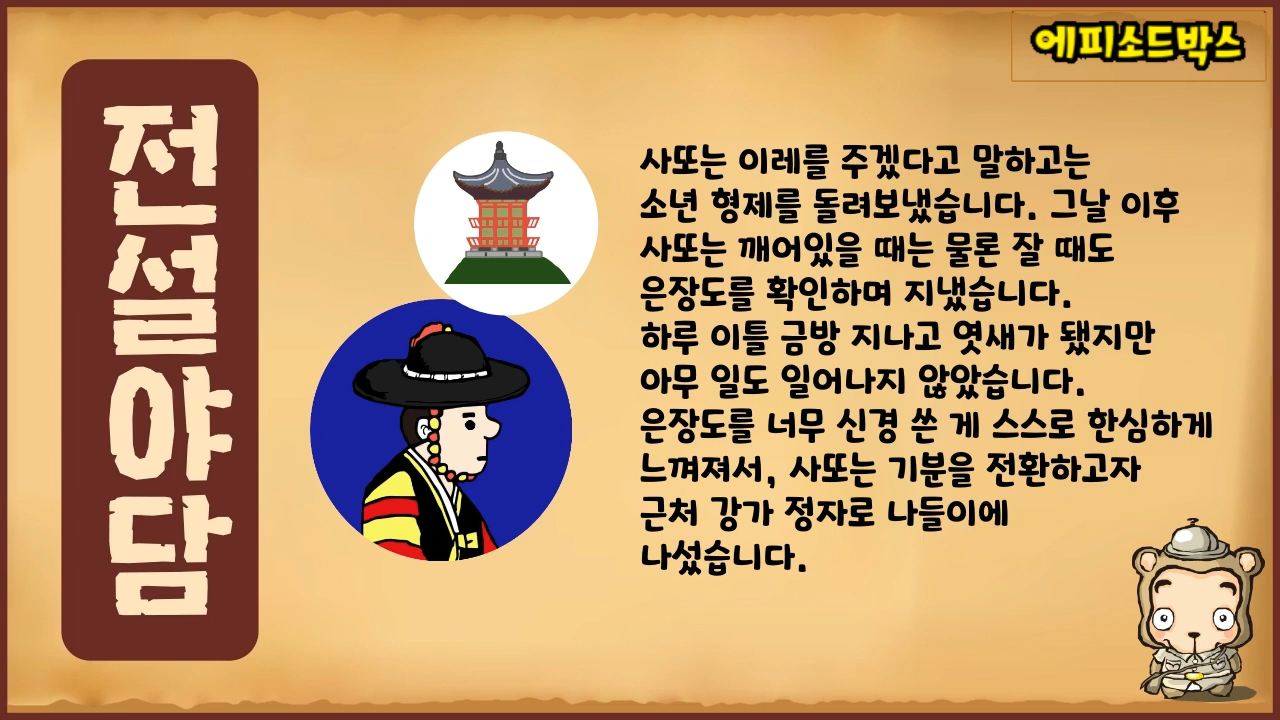 에피소드박스
전설야담
사또는 이레를 주겠다고 말하고는
소년 형제를 돌려보냈습니다. 그날 이후
사또는 깨어있을 때는 물론 잘 때도
은장도를 확인하며 지냈습니다.
하루 이틀 금방 지나고 엿새가 됐지만
아무 일도 일어나지 않았습니다.
은장도를 너무 신경 쓴 게 스스로 한심하게
느껴져서, 사또는 기분을 전환하고자
근처 강가 정자로 나들이에
나섰습니다.